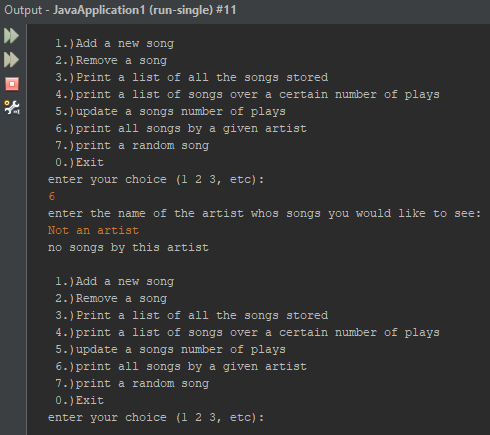 Output - JavaApplication1 (run-single) #11
1.)Add a new song
2.)Remove a song
3.)Print a list of all the songs stored
4.)print a list of songs over a certain number of plays
5.)update a songs number of plays
6.)print all songs by a given artist
7.)print a random song
0.)Exit
enter your choice (1 2 3, etc):
6
enter the name of the artist whos songs you would like to see:
Not an artist
no songs by this artist
1.)Add a new song
2.)Remove a song
3.)Print a list of all the songs stored
4.)print a list of songs over a certain number of plays
5.)update a songs number of plays
6.)print all songs by a given artist
7.)print a random song
0.)Exit
enter your choice (1 2 3, etc):